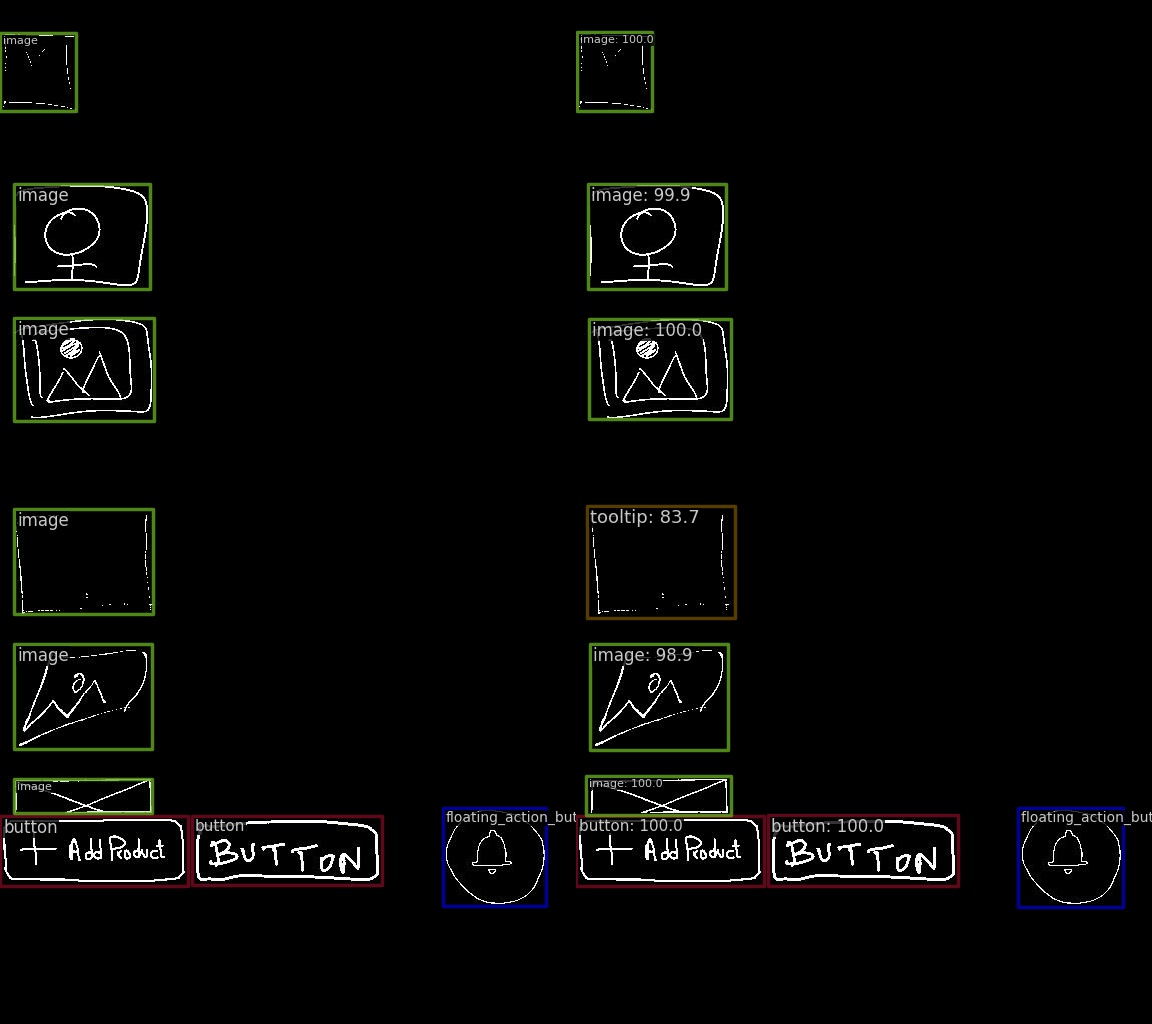 image
image: 100.0
image
image: 99.9
image
image: 100.0
image
tooltip: 83.7
image
image: 98.9
image
image: 100.0
button
+ Add Product
button
BUTTON
floating_action_but
button: 100.0
+ Add Product
button: 100.0
BUTTON
floating_action_but